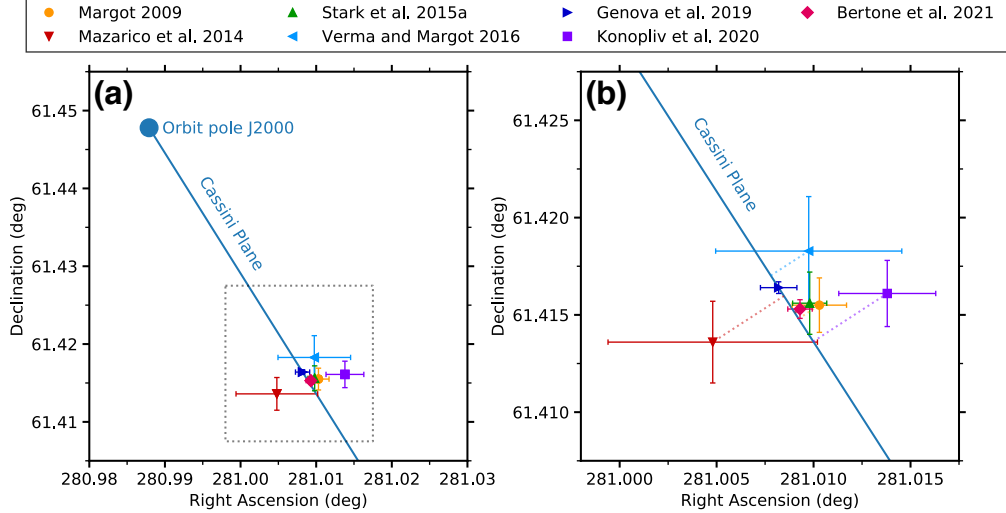 Margot 2009
Stark et al. 2015a
Genova et al. 2019
Bertone et al. 2021
Mazarico et al. 2014
Verma and Margot 2016
Konopliv et al. 2020
(a)
Orbit pole J2000
Cassini Plane
61.45
61.44
61.43
61.42
61.41
Declination (deg)
280.98
280.99
281.00
281.01
281.02
281.03
Right Ascension (deg)
(b)
Cassini Plane
61.425
61.420
61.415
61.410
Declination (deg)
281.000
281.005
281.010
281.015
Right Ascension (deg)